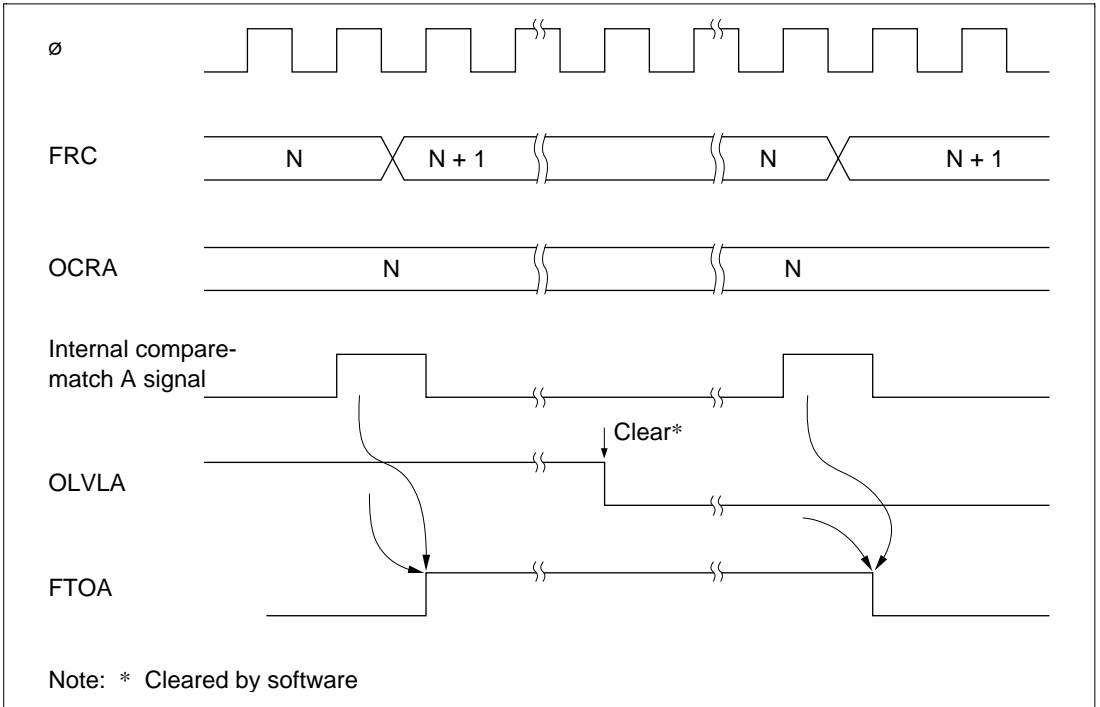 ø
FRC
N
N + 1
N
N + 1
OCRA
N
N
Internal compare-
match A signal
Clear*
OLVLA
FTOA
Note: * Cleared by software